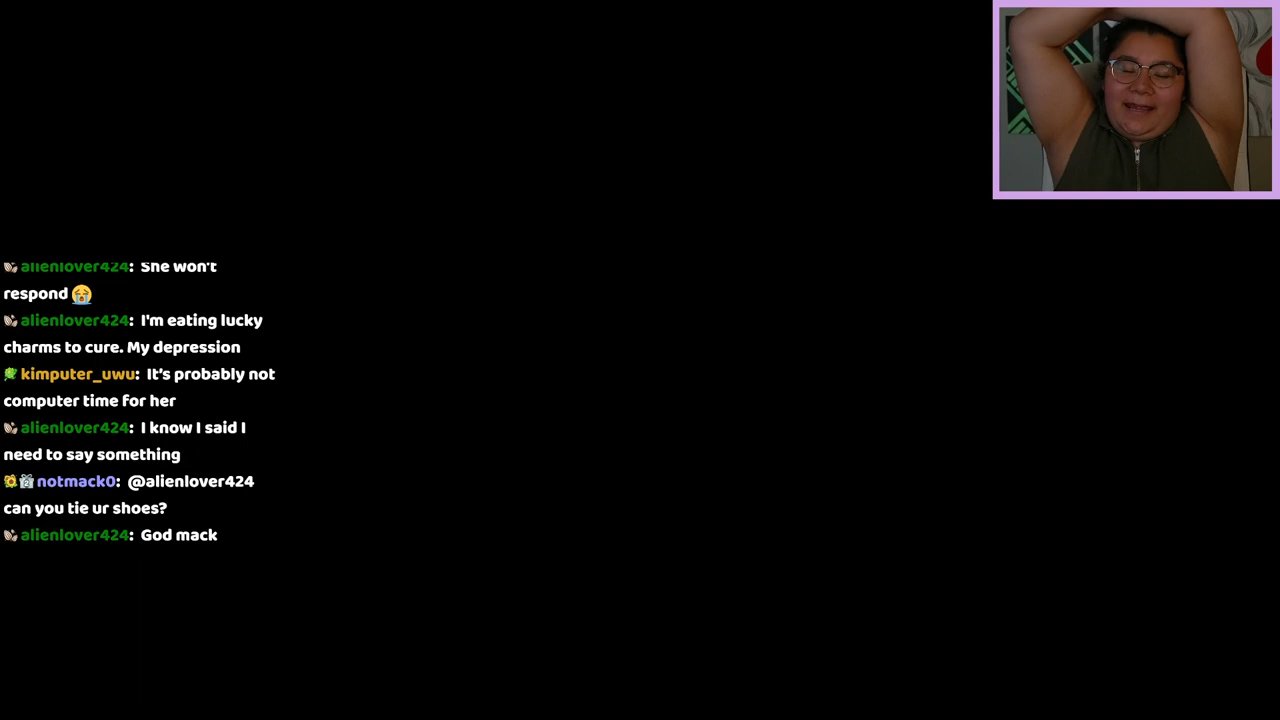 alienlover424: She won't
respond 😭
alienlover424: I'm eating lucky
charms to cure. My depression
kimputer_uwu: It's probably not
computer time for her
alienlover424: I know I said I
need to say something
notmack0: @alienlover424
can you tie ur shoes?
alienlover424: God mack